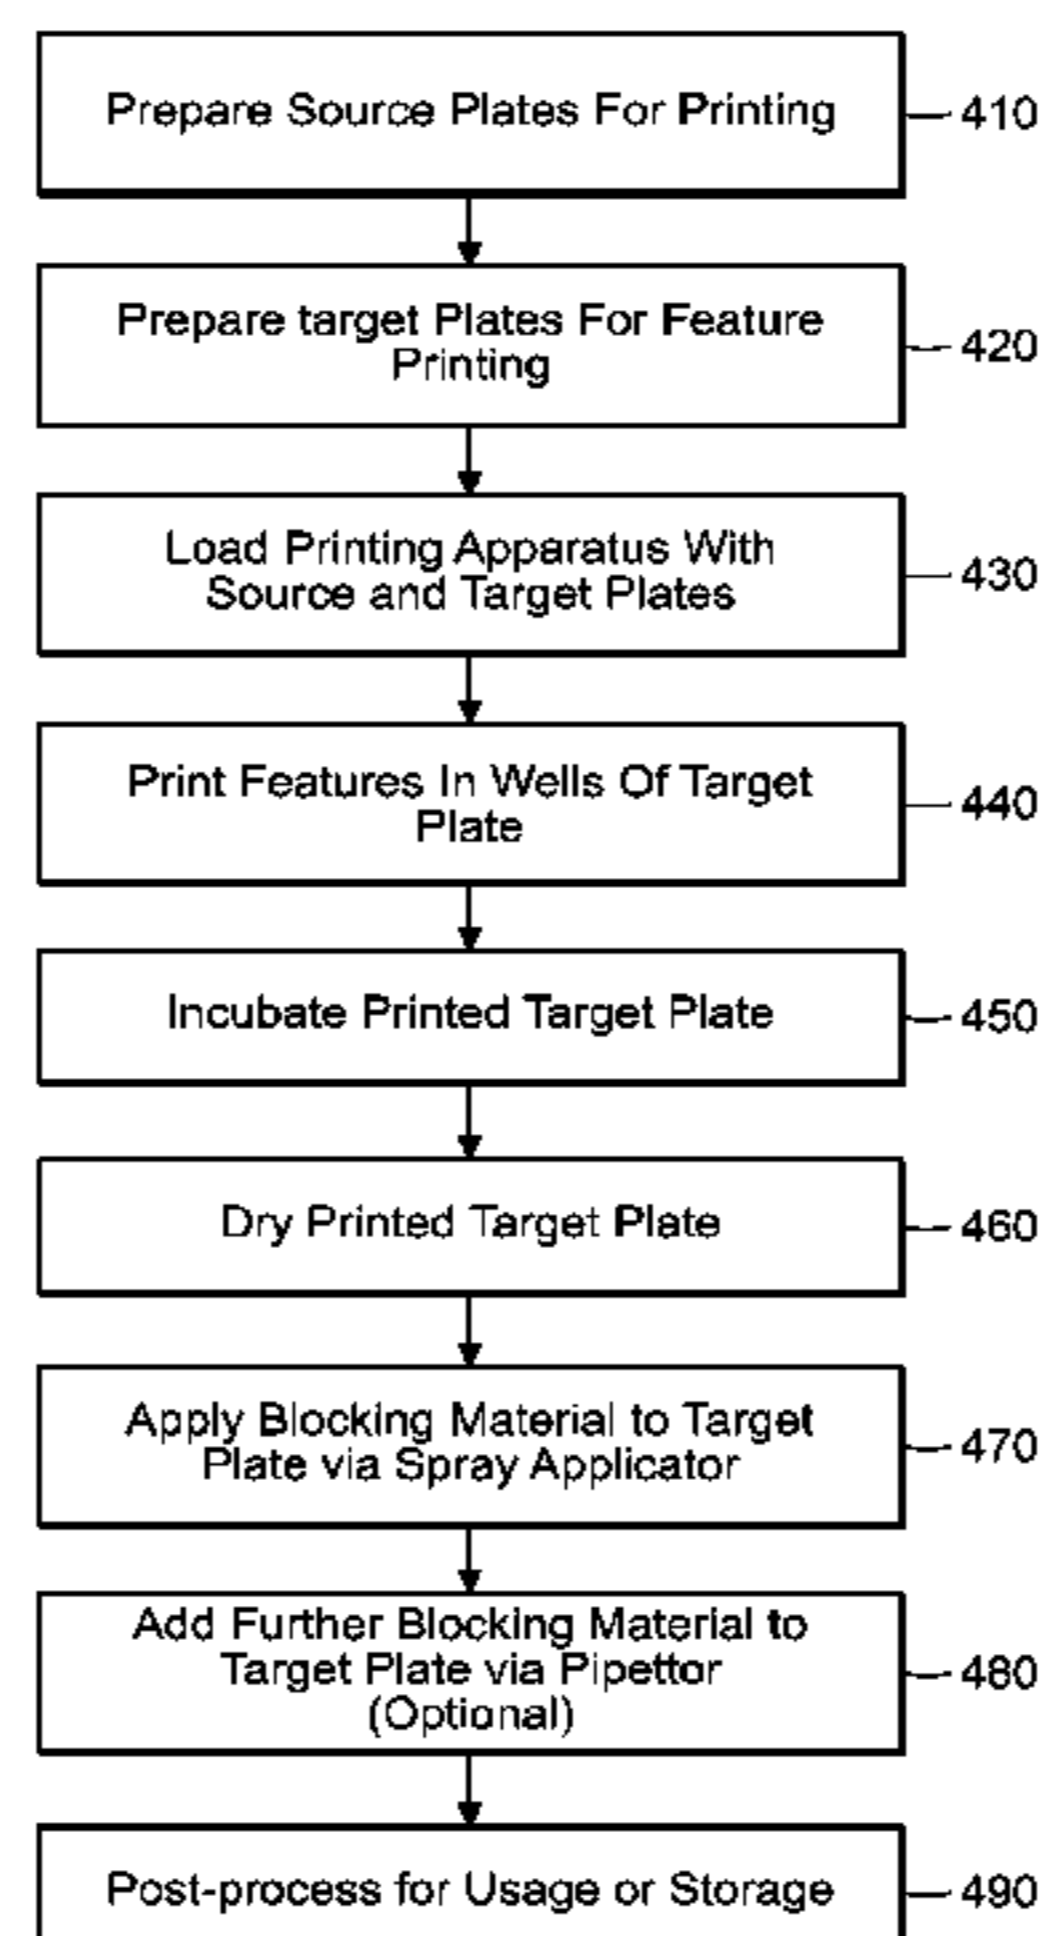 Prepare Source Plates For Printing
410
Prepare target Plates For Feature
Printing
420
Load Printing Apparatus With
Source and Target Plates
430
Print Features In Wells Of Target
Plate
440
Incubate Printed Target Plate
450
Dry Printed Target Plate
460
Apply Blocking Material to Target
Plate via Spray Applicator
470
Add Further Blocking Material to
Target Plate via Pipettor
(Optional)
480
Post-process for Usage or Storage
490